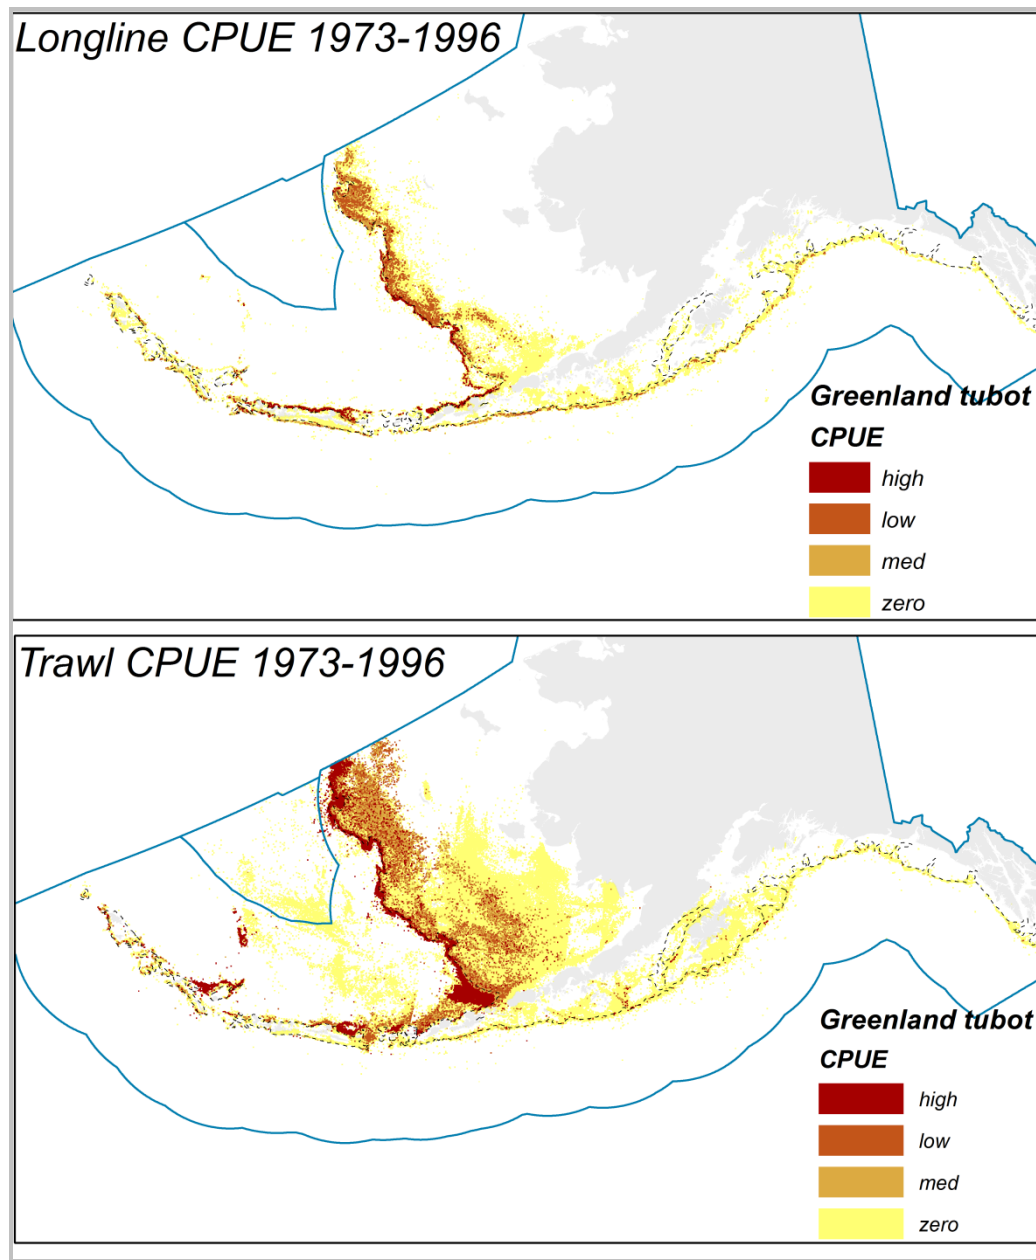 Longline CPUE 1973-1996
Greenland tubot
CPUE
high
low
med
zero
Trawl CPUE 1973-1996
Greenland tubot
CPUE
high
low
med
zero